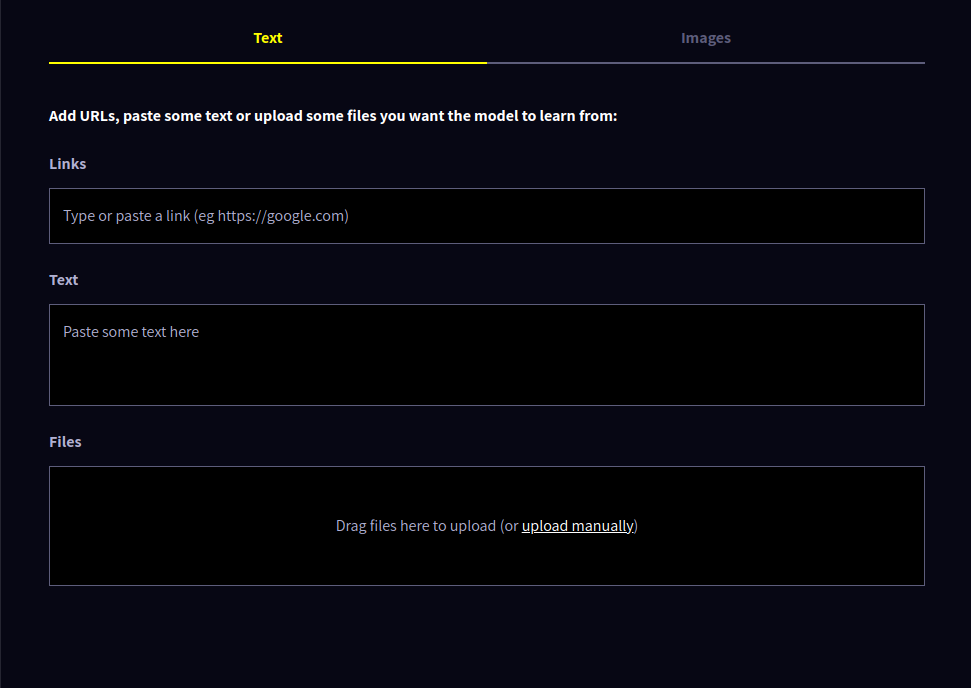 Text
Images
Add URLs, paste some text or upload some files you want the model to learn from:
Links
Type or paste a link (eg https://google.com)
Text
Paste some text here
Files
Drag files here to upload (or upload manually)